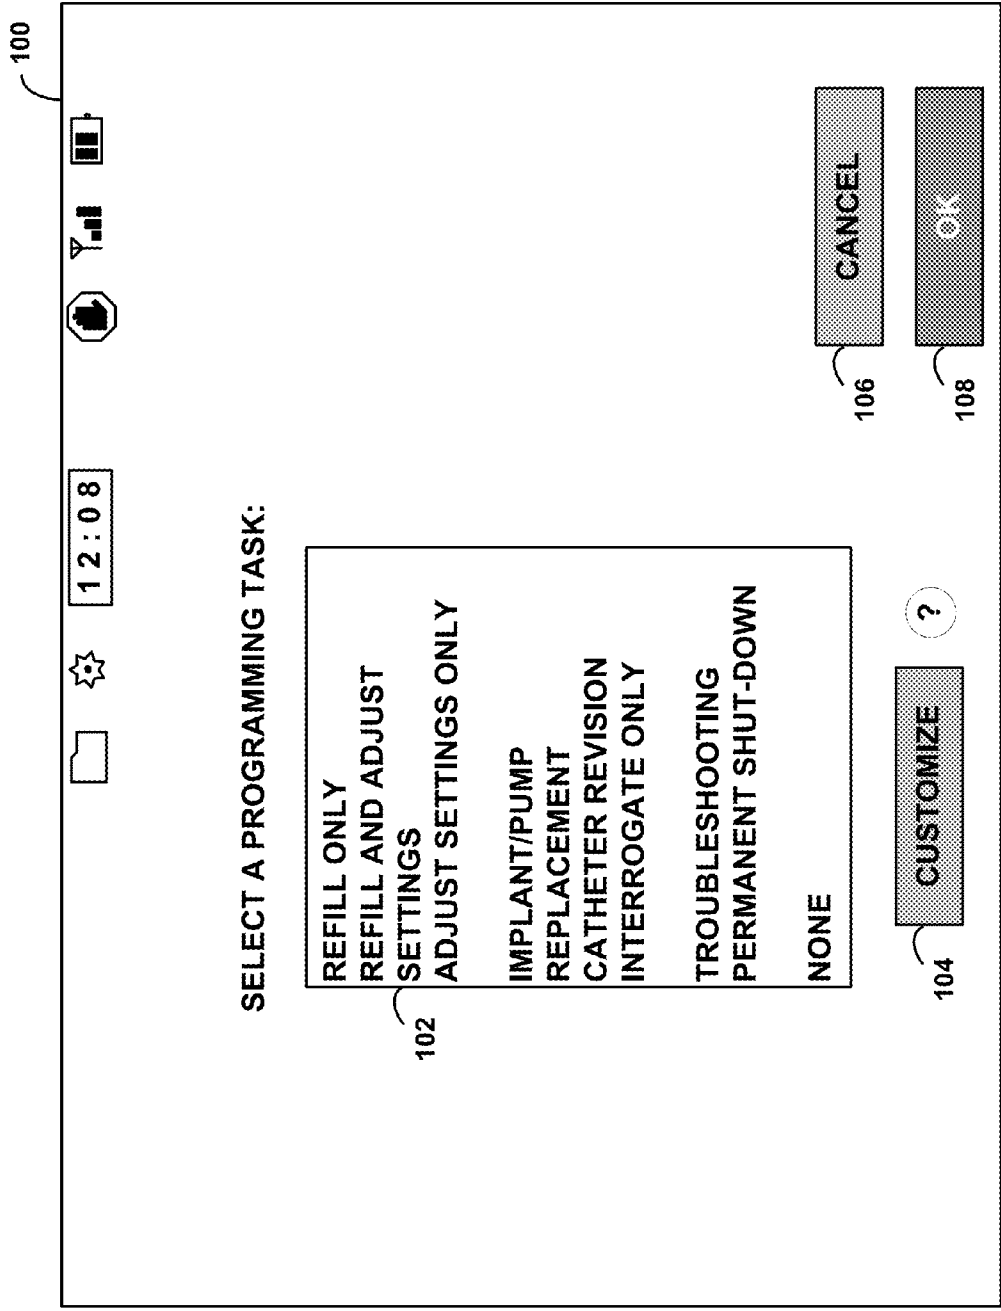 100
12:08
SELECT A PROGRAMMING TASK:
REFILL ONLY
REFILL AND ADJUST
SETTINGS
ADJUST SETTINGS ONLY
IMPLANT/PUMP
REPLACEMENT
CATHETER REVISION
INTERROGATE ONLY
TROUBLESHOOTING
PERMANENT SHUT-DOWN
NONE
102
CANCEL
106
CUSTOMIZE
?
104
OK
108